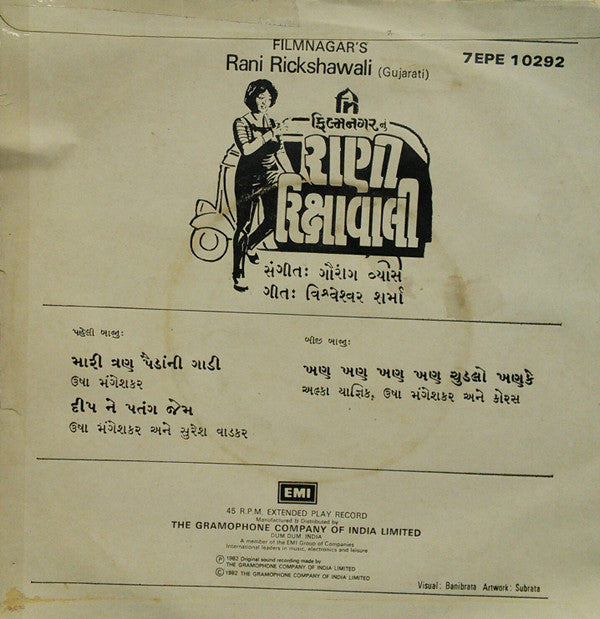 FILMNAGAR'S
Rani Rickshawali (Gujarati)
7EPE 10292
ફિલ્મનગર નું
રાણી
રિક્ષાવાલી
સંગીતઃ ગૌરાંગ વ્યાસ
ગીતઃ વિશ્વેશ્વર શર્મા
પહેલી બાજુઃ
મારી ત્રણ પૈડાંની ગાડી
ઉષા મંગેશકર
દીપ ને પતંગ જેમ
ઉષા મંગેશકર અને સુરેશ વાડકર
બીજી બાજુઃ
ખણુ ખણુ ખણુ ખણુ ચુડલો ખણુકે
અલ્કા યાજ્ઞિક, ઉષા મંગેશકર અને કોરસ
EMI
45 R.P.M. EXTENDED PLAY RECORD
Manufactured & Distributed by
THE GRAMOPHONE COMPANY OF INDIA LIMITED
DUM DUM, INDIA
A member of the EMI Group of Companies
International leaders in music, electronics and leisure
Ⓟ 1982 Original sound recording made by
THE GRAMOPHONE COMPANY OF INDIA LIMITED
© 1982 THE GRAMOPHONE COMPANY OF INDIA LIMITED
Visual: Banibrata Artwork: Subrata